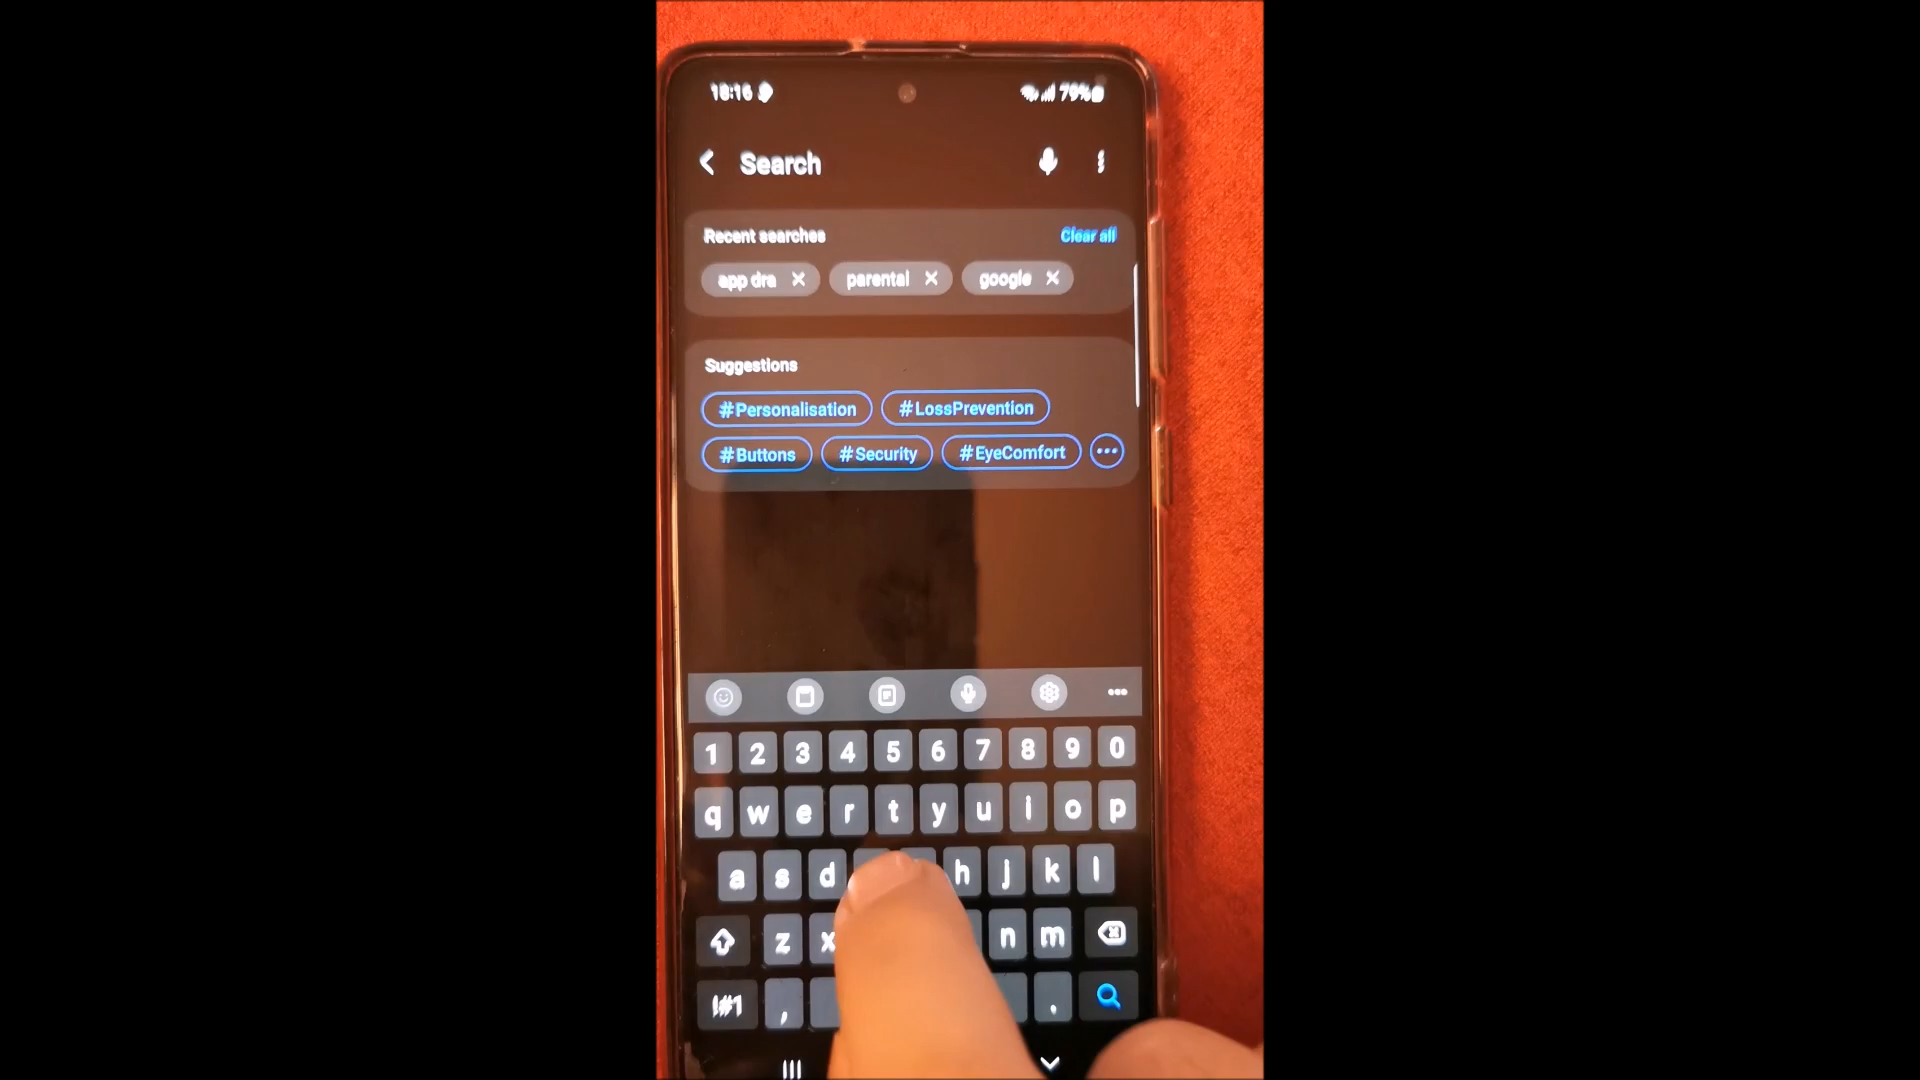 18:16 79%
Search
Recent searches Clear all
app dra parental google
Suggestions
#Personalisation #LossPrevention
#Buttons #Security #EyeComfort
1 2 3 4 5 6 7 8 9 0
q w e r t y u i o p
a s d h j k l
z x n m
!#1 , .